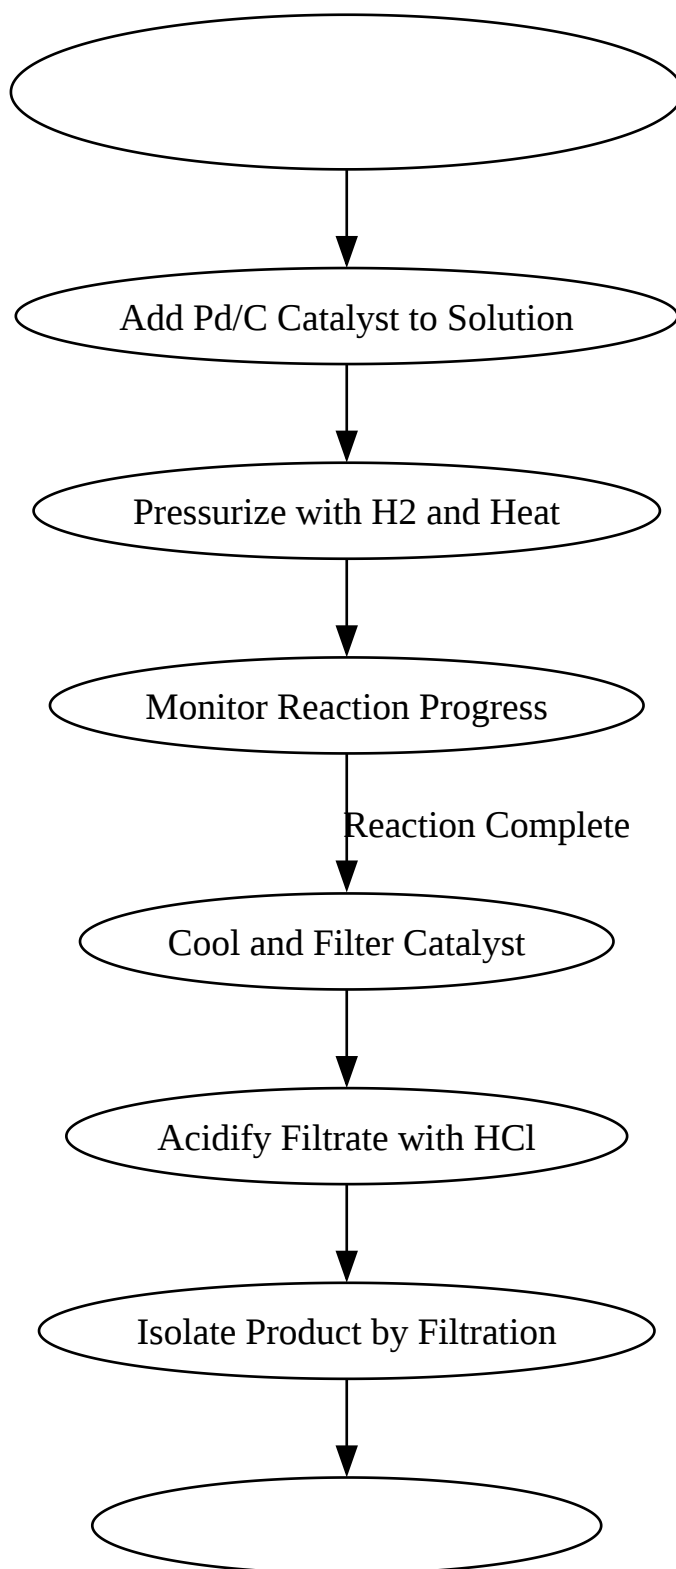 Add Pd/C Catalyst to Solution
Pressurize with H2 and Heat
Monitor Reaction Progress
Reaction Complete
Cool and Filter Catalyst
Acidify Filtrate with HCl
Isolate Product by Filtration